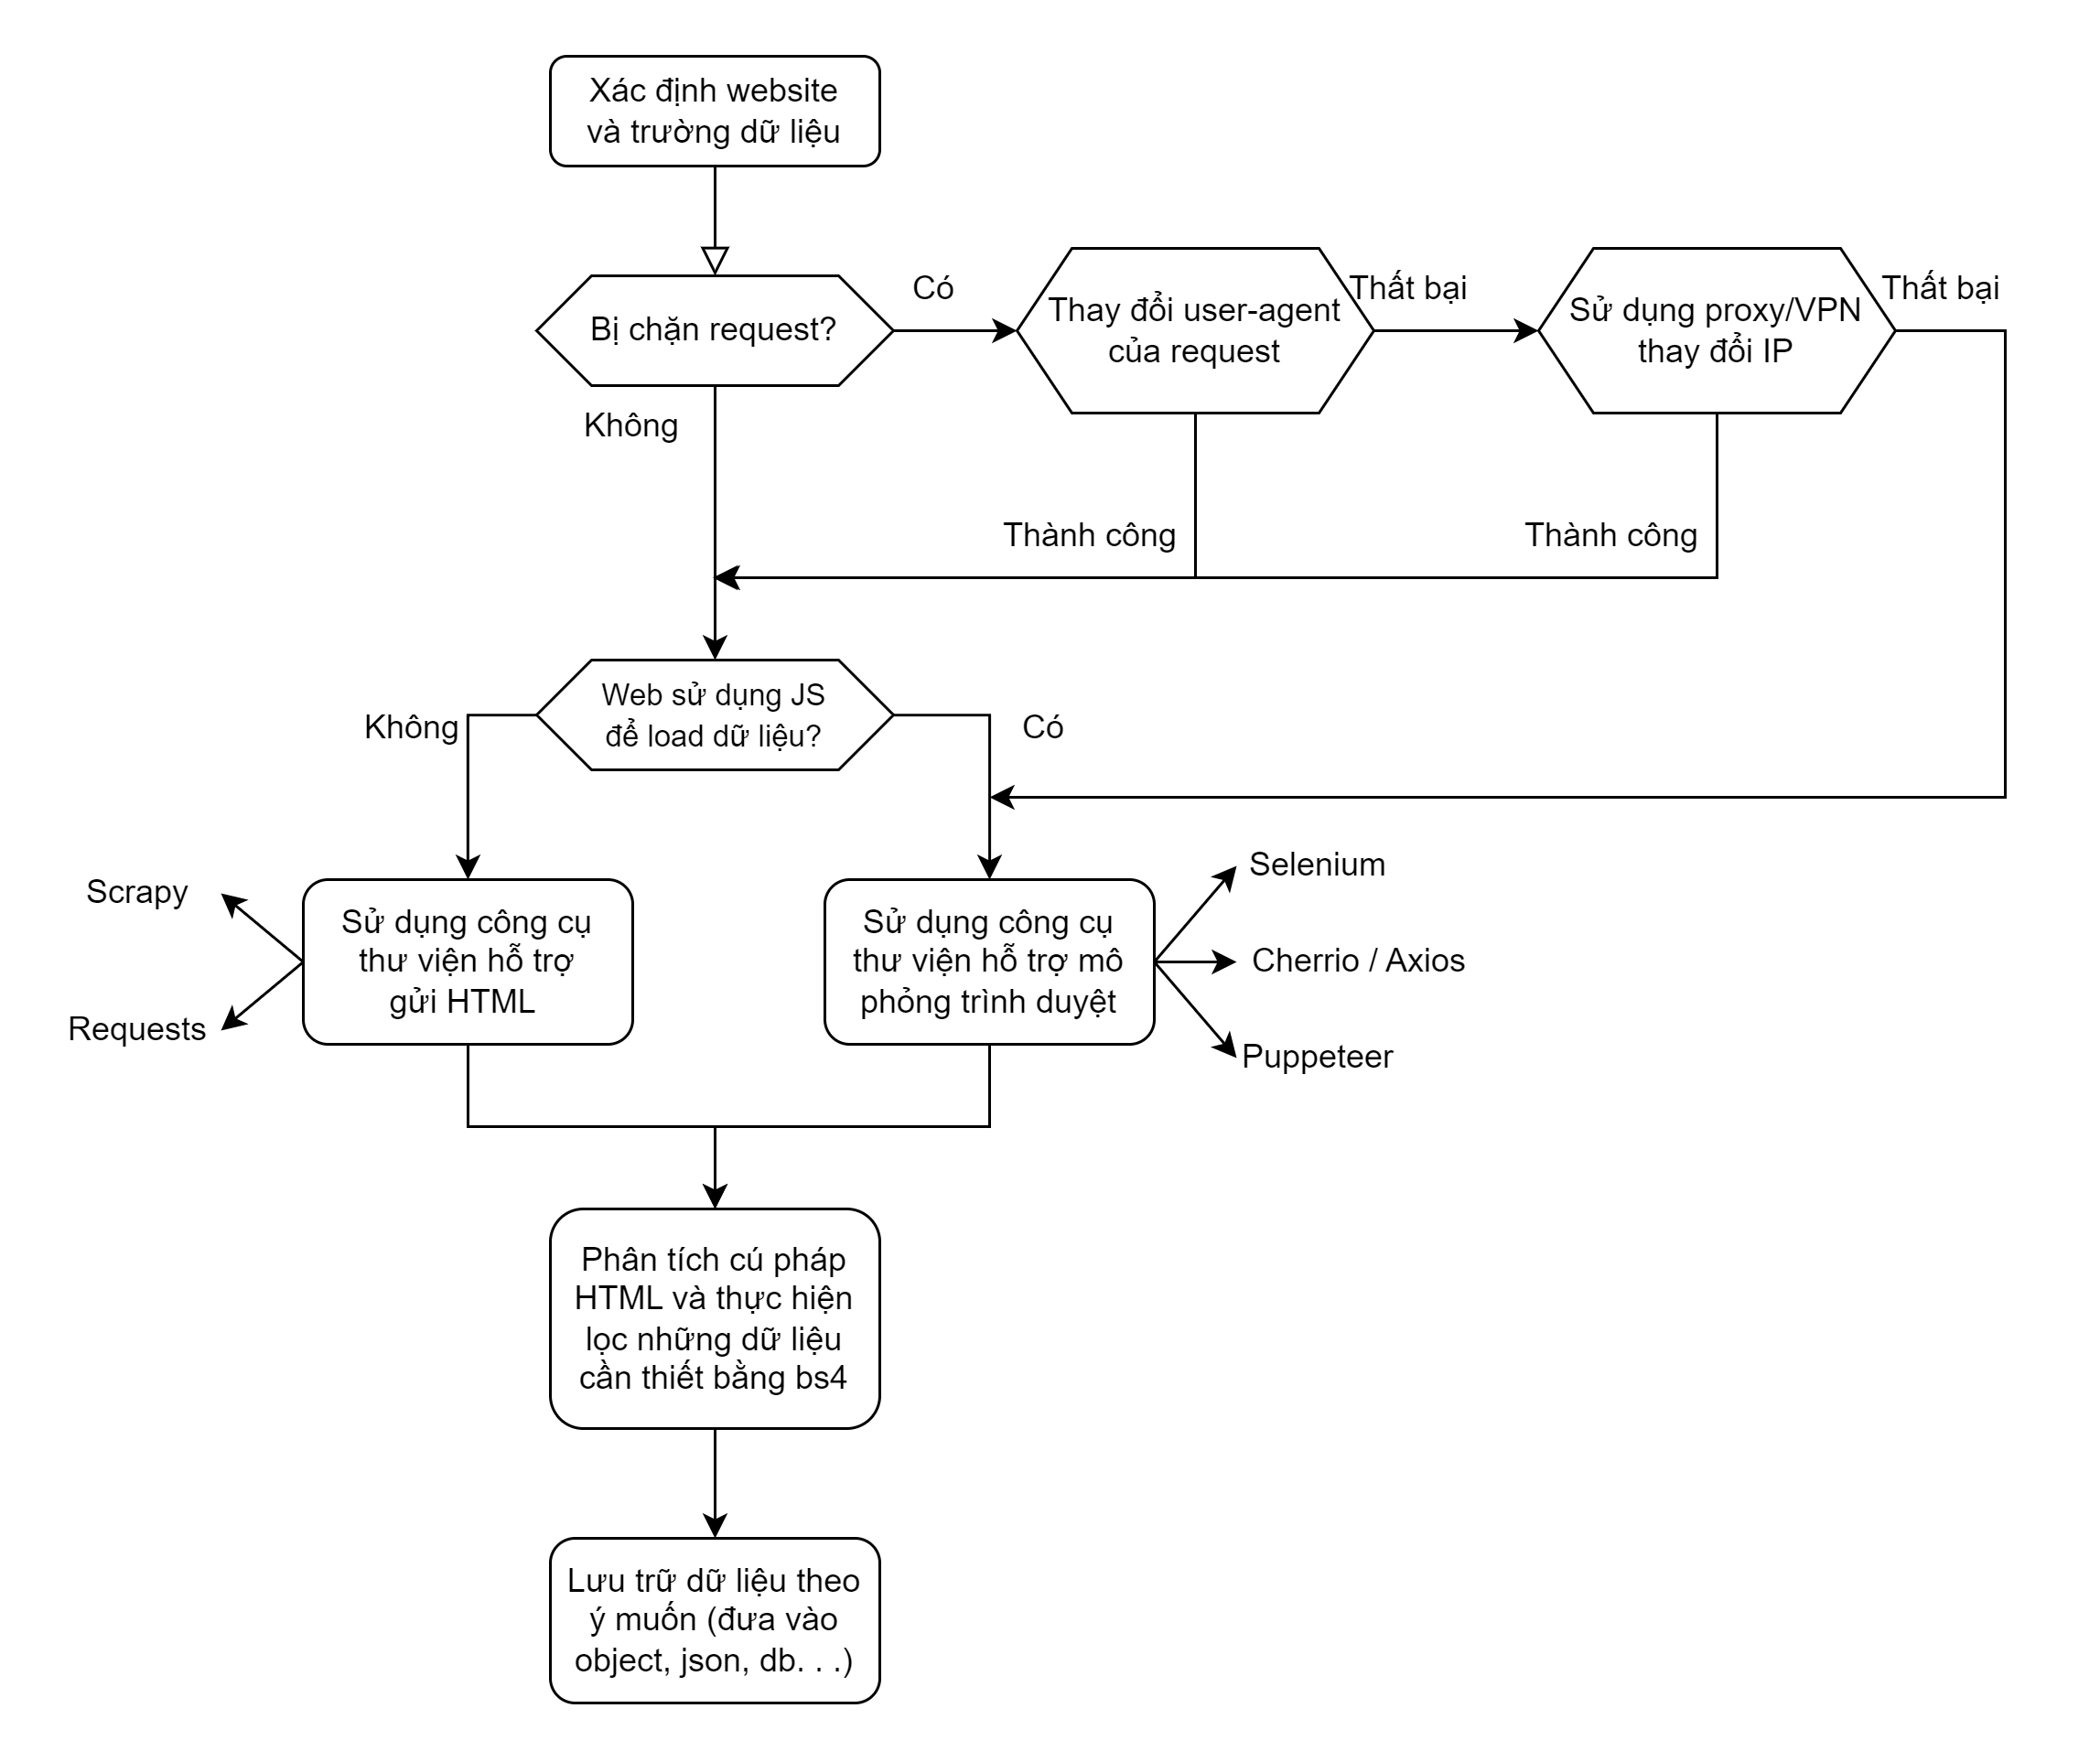 Xác định website
và trường dữ liệu
Bị chặn request?
Có
Thay đổi user-agent
của request
Thất bại
Sử dụng proxy/VPN
thay đổi IP
Thất bại
Không
Thành công
Thành công
Web sử dụng JS
để load dữ liệu?
Không
Có
Scrapy
Requests
Sử dụng công cụ
thư viện hỗ trợ
gửi HTML
Sử dụng công cụ
thư viện hỗ trợ mô
phỏng trình duyệt
Selenium
Cherrio / Axios
Puppeteer
Phân tích cú pháp
HTML và thực hiện
lọc những dữ liệu
cần thiết bằng bs4
Lưu trữ dữ liệu theo
ý muốn (đưa vào
object, json, db. . .)